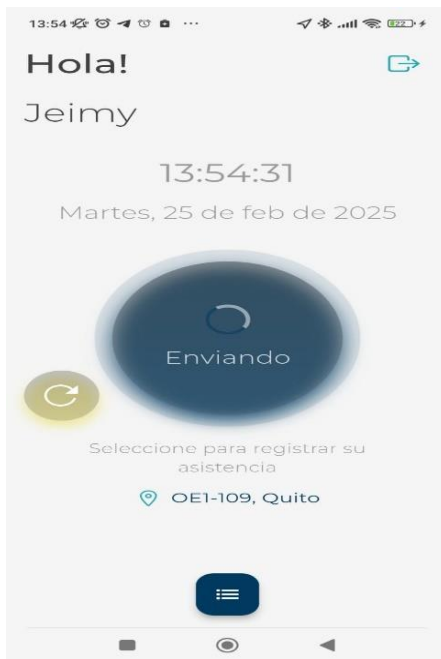 13:54
Hola!
Jeimy
13:54:31
Martes, 25 de feb de 2025
Enviando
Seleccione para registrar su
asistencia
OE1-109, Quito